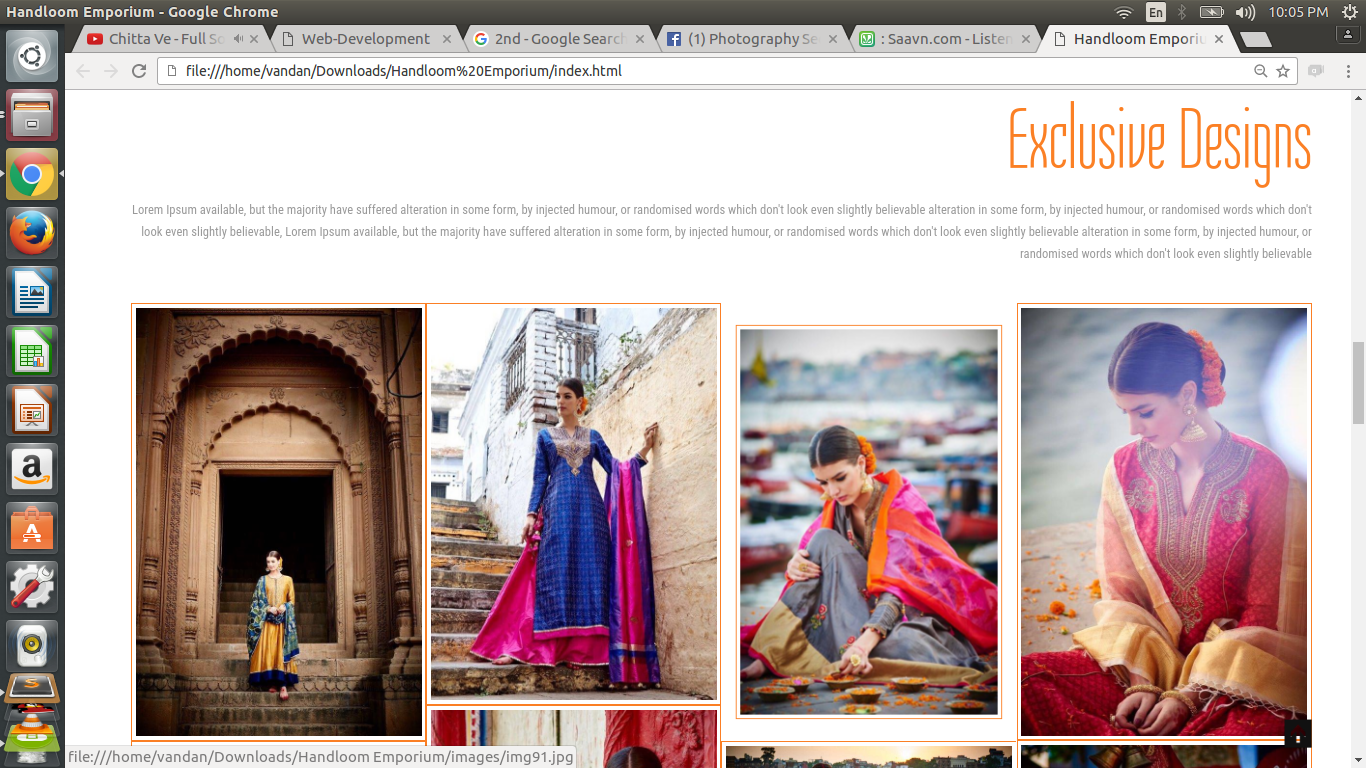 Handloom Emporium - Google Chrome
En
10:05 PM
Chitta Ve - Full So
Web-Development
2nd - Google Search
(1) Photography Se
: Saavn.com - Listen
Handloom Emporiu
file:///home/vandan/Downloads/Handloom%20Emporium/index.html
Exclusive Designs
Lorem Ipsum available, but the majority have suffered alteration in some form, by injected humour, or randomised words which don't look even slightly believable alteration in some form, by injected humour, or randomised words which don't
look even slightly believable, Lorem Ipsum available, but the majority have suffered alteration in some form, by injected humour, or randomised words which don't look even slightly believable alteration in some form, by injected humour, or
randomised words which don't look even slightly believable
file:///home/vandan/Downloads/Handloom Emporium/images/img91.jpg